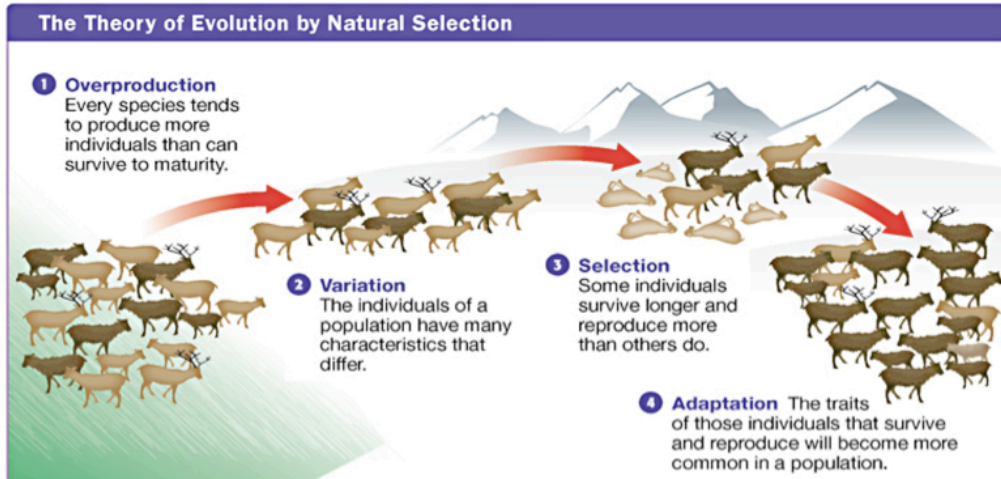 The Theory of Evolution by Natural Selection
1 Overproduction
Every species tends
to produce more
individuals than can
survive to maturity.
2 Variation
The individuals of a
population have many
characteristics that
differ.
3 Selection
Some individuals
survive longer and
reproduce more
than others do.
4 Adaptation The traits
of those individuals that survive
and reproduce will become more
common in a population.